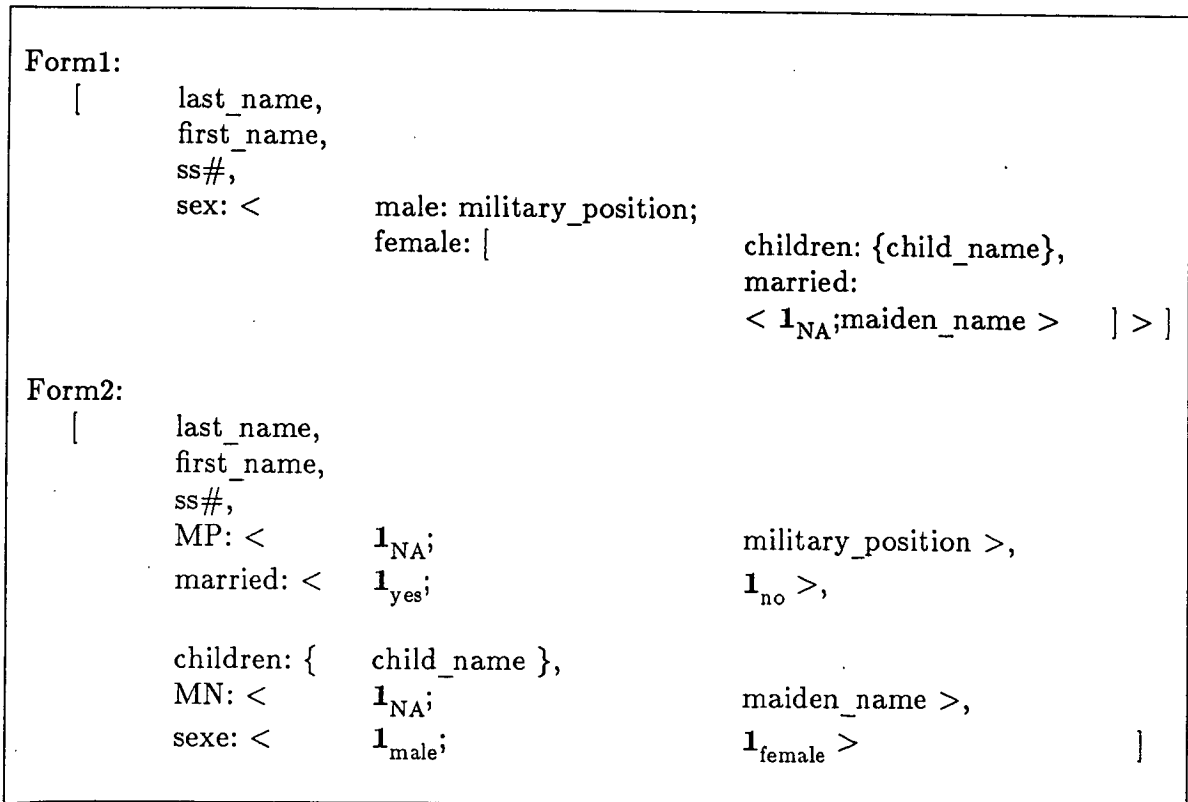 Form1:
[ last_name,
first_name,
ss#,
sex: < male: military_position;
female: [ children: {child_name},
married:
< 1NA;maiden_name > ] > ]
Form2:
[ last_name,
first_name,
ss#,
MP: < 1NA; military_position >,
married: < 1yes; 1no >,
children: { child_name },
MN: < 1NA; maiden_name >,
sexe: < 1male; 1female > ]